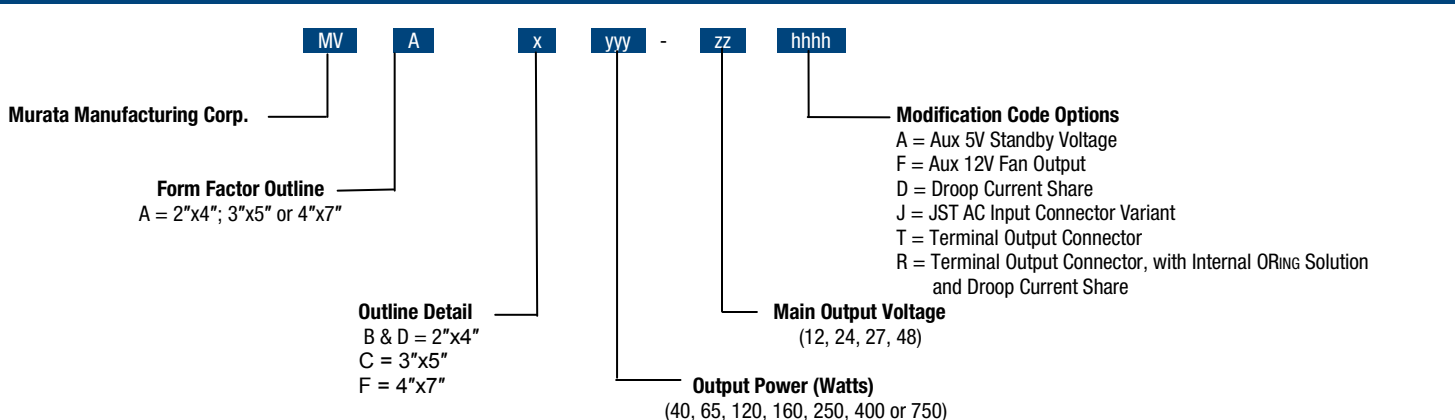 MV A x yyy - zz hhhh
Murata Manufacturing Corp.
Modification Code Options
A = Aux 5V Standby Voltage
F = Aux 12V Fan Output
D = Droop Current Share
J = JST AC Input Connector Variant
T = Terminal Output Connector
R = Terminal Output Connector, with Internal ORING Solution
and Droop Current Share
Form Factor Outline
A = 2"x4"; 3"x5" or 4"x7"
Outline Detail
B & D = 2"x4"
C = 3"x5"
F = 4"x7"
Main Output Voltage
(12, 24, 27, 48)
Output Power (Watts)
(40, 65, 120, 160, 250, 400 or 750)